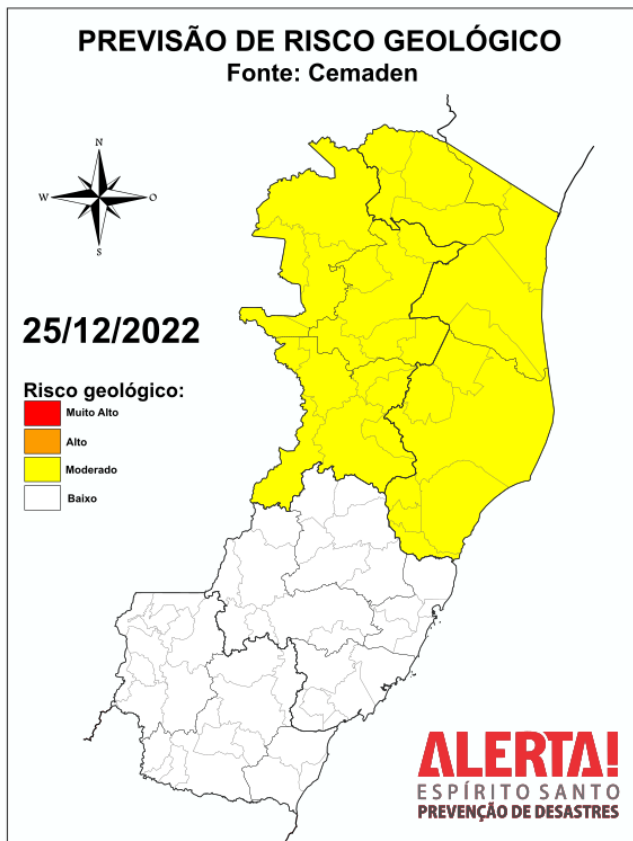 PREVISÃO DE RISCO GEOLÓGICO
Fonte: Cemaden
N
W
O
S
25/12/2022
Risco geológico:
Muito Alto
Alto
Moderado
Baixo
ALERTA!
ESPÍRITO SANTO
PREVENÇÃO DE DESASTRES